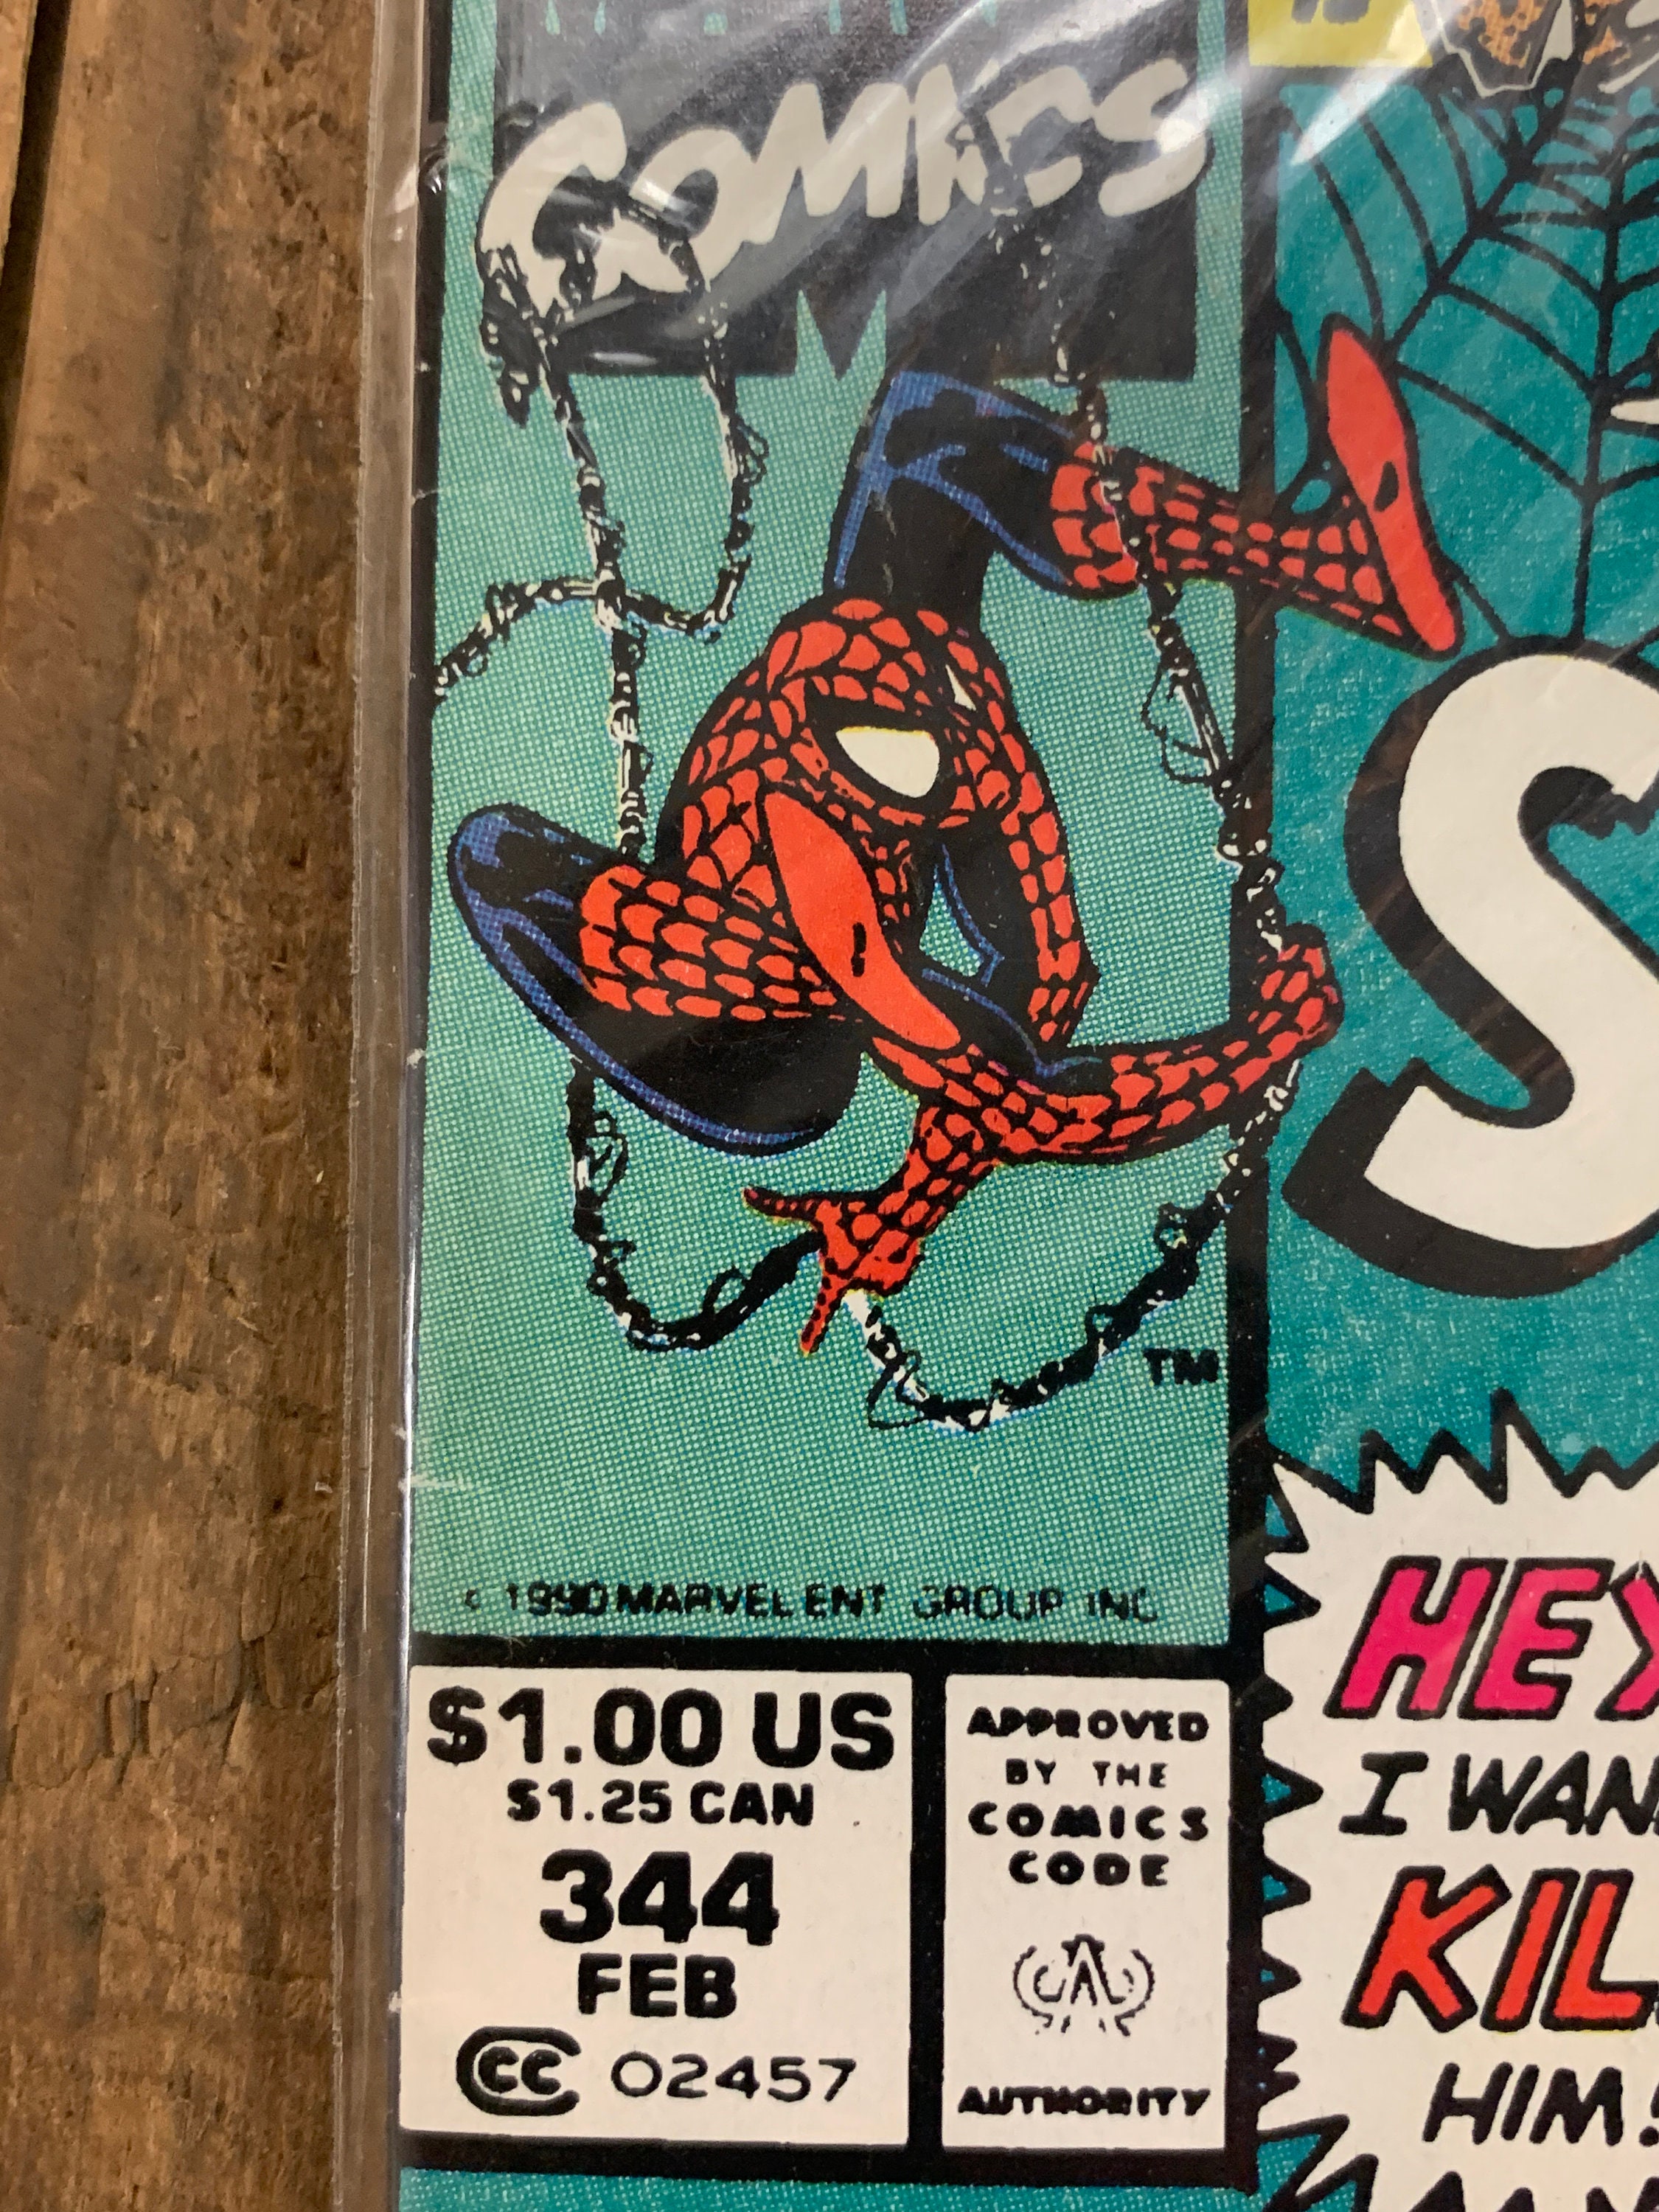 COMICS
S
TM
c 1990 MARVEL ENT GROUP INC
$1.00 US
$1.25 CAN
344
FEB
CC 02457
APPROVED
BY THE
COMICS
CODE
CA
AUTHORITY
HEY
I WAN
KIL
HIM!